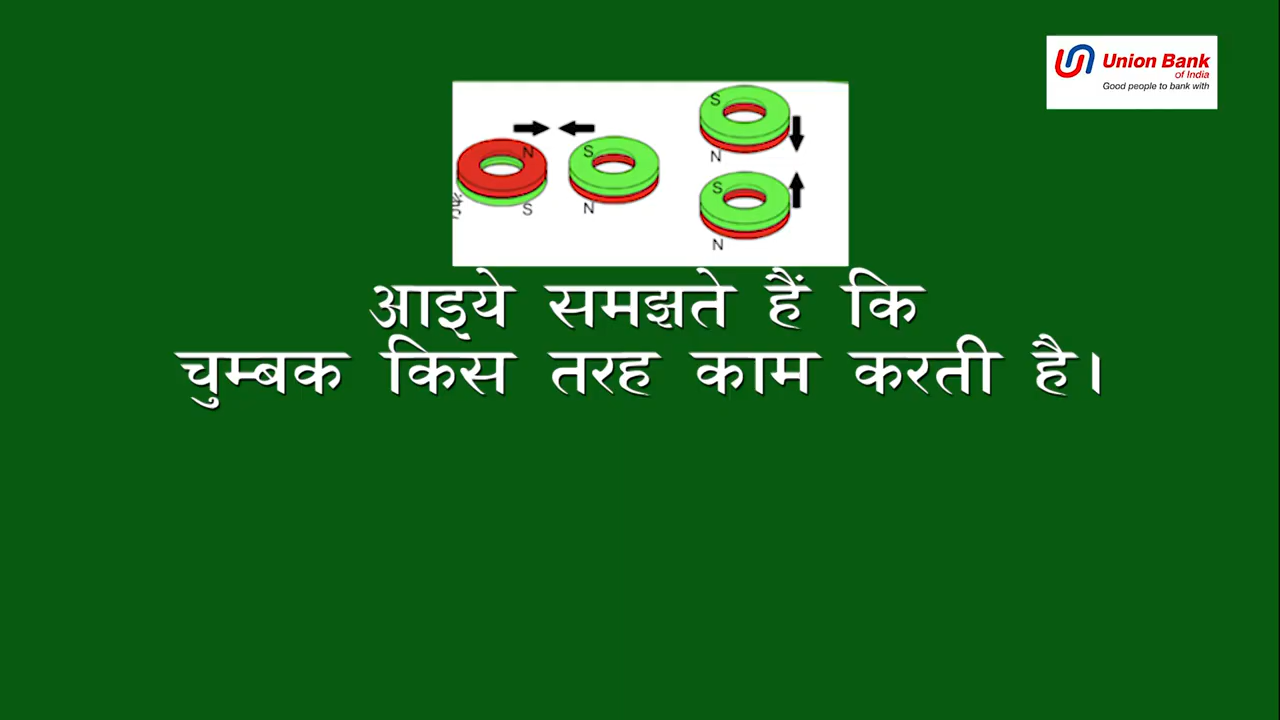 Union Bank
of India
Good people to bank with
S
N
N
S
S
N
S
S
N
आइये समझते हैं कि
चुम्बक किस तरह काम करती है।